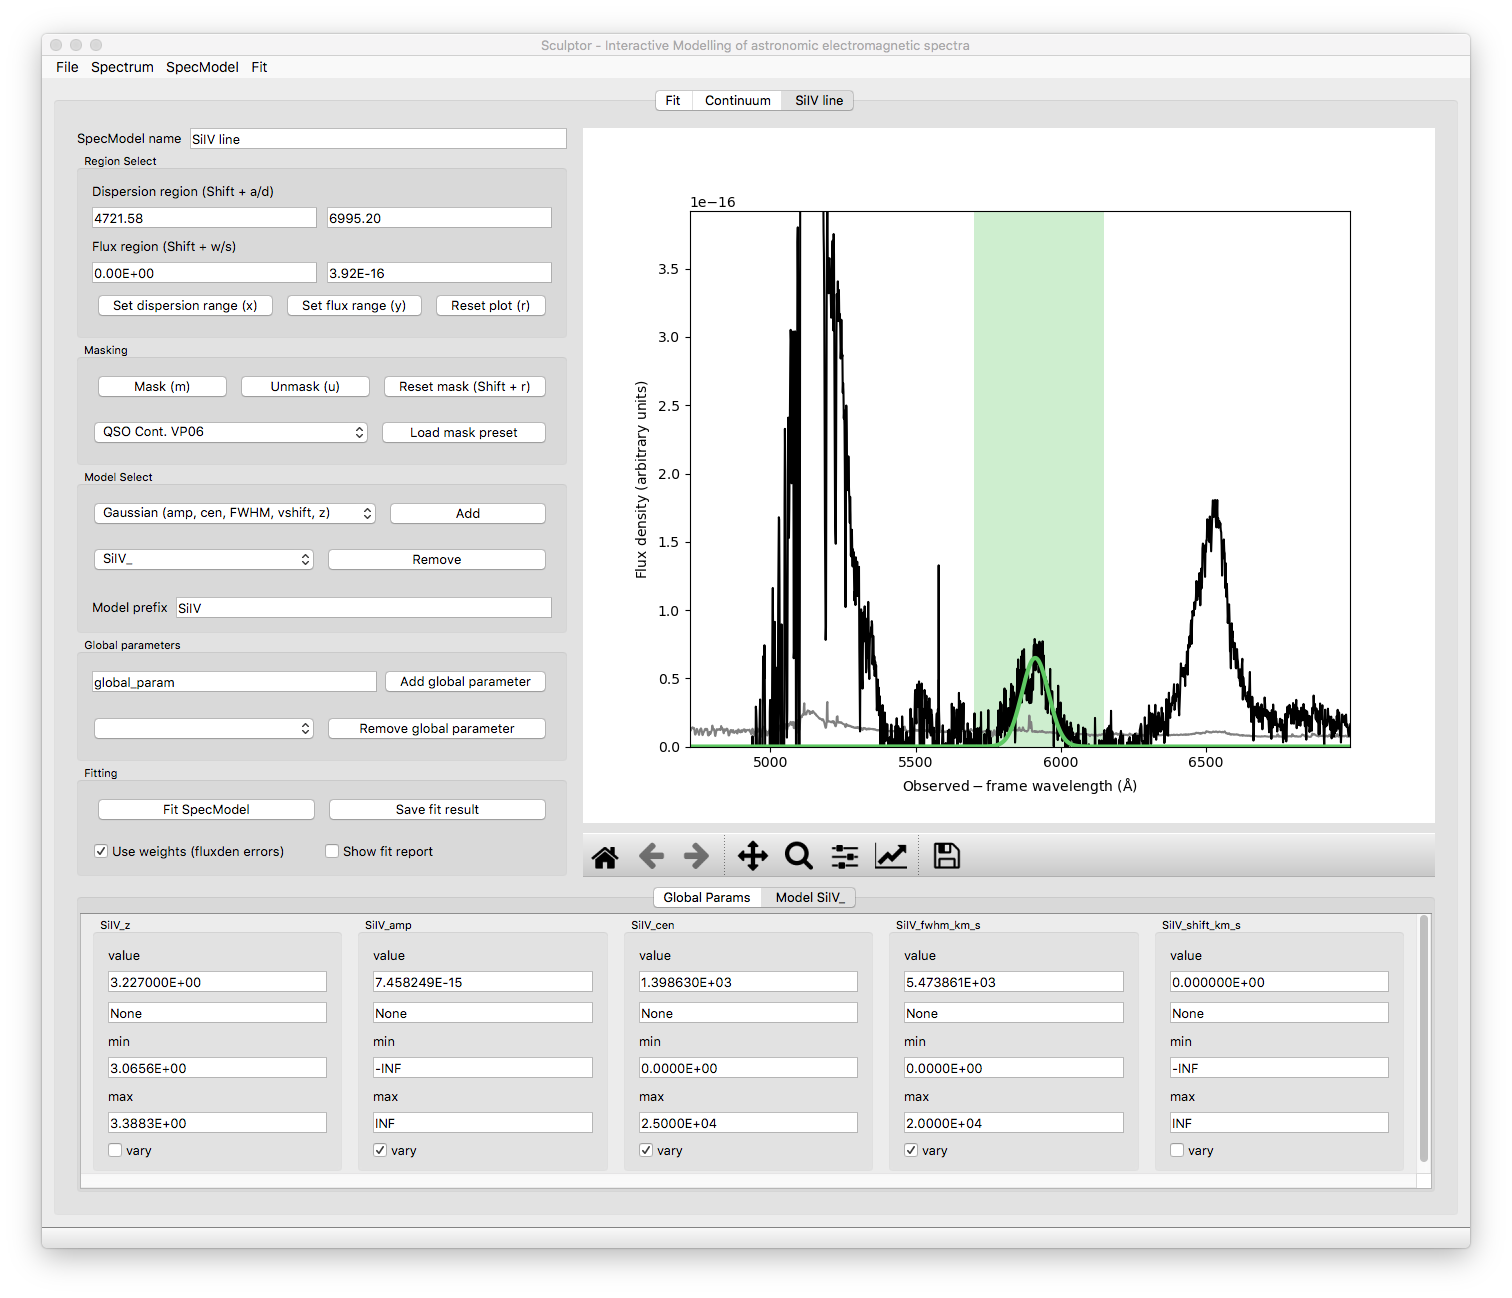 Sculptor - Interactive Modelling of astronomic electromagnetic spectra
File Spectrum SpecModel Fit
Fit Continuum SiIV line
SpecModel name SiIV line
Region Select
Dispersion region (Shift + a/d)
4721.58 6995.20
Flux region (Shift + w/s)
0.00E+00 3.92E-16
Set dispersion range (x) Set flux range (y) Reset plot (r)
Masking
Mask (m) Unmask (u) Reset mask (Shift + r)
QSO Cont. VP06 Load mask preset
Model Select
Gaussian (amp, cen, FWHM, vshift, z) Add
SiIV_ Remove
Model prefix SiIV
Global parameters
global_param Add global parameter
Remove global parameter
Fitting
Fit SpecModel Save fit result
Use weights (fluxden errors) Show fit report
1e−16
3.5
3.0
2.5
2.0
1.5
1.0
0.5
0.0
Flux density (arbitrary units)
5000 5500 6000 6500
Observed − frame wavelength (Å)
Global Params Model SiIV_
SiIV_z SiIV_amp SiIV_cen SiIV_fwhm_km_s SiIV_shift_km_s
value value value value value
3.227000E+00 7.458249E-15 1.398630E+03 5.473861E+03 0.000000E+00
None None None None None
min min min min min
3.0656E+00 -INF 0.0000E+00 0.0000E+00 -INF
max max max max max
3.3883E+00 INF 2.5000E+04 2.0000E+04 INF
vary vary vary vary vary